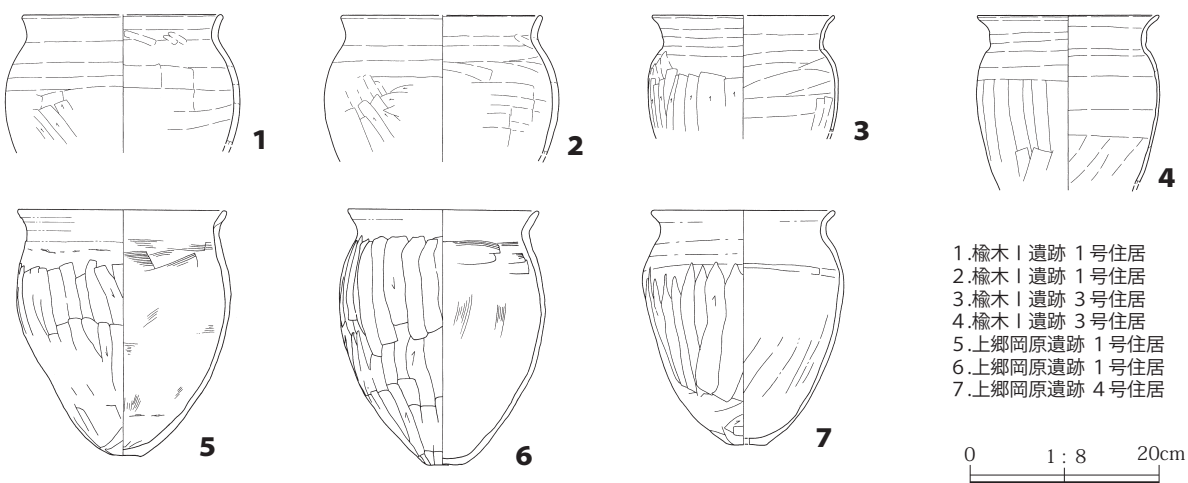 1
2
3
4
5
6
7
1.楡木Ⅰ遺跡 1号住居
2.楡木Ⅰ遺跡 1号住居
3.楡木Ⅰ遺跡 3号住居
4.楡木Ⅰ遺跡 3号住居
5.上郷岡原遺跡 1号住居
6.上郷岡原遺跡 1号住居
7.上郷岡原遺跡 4号住居
0 1:8 20cm